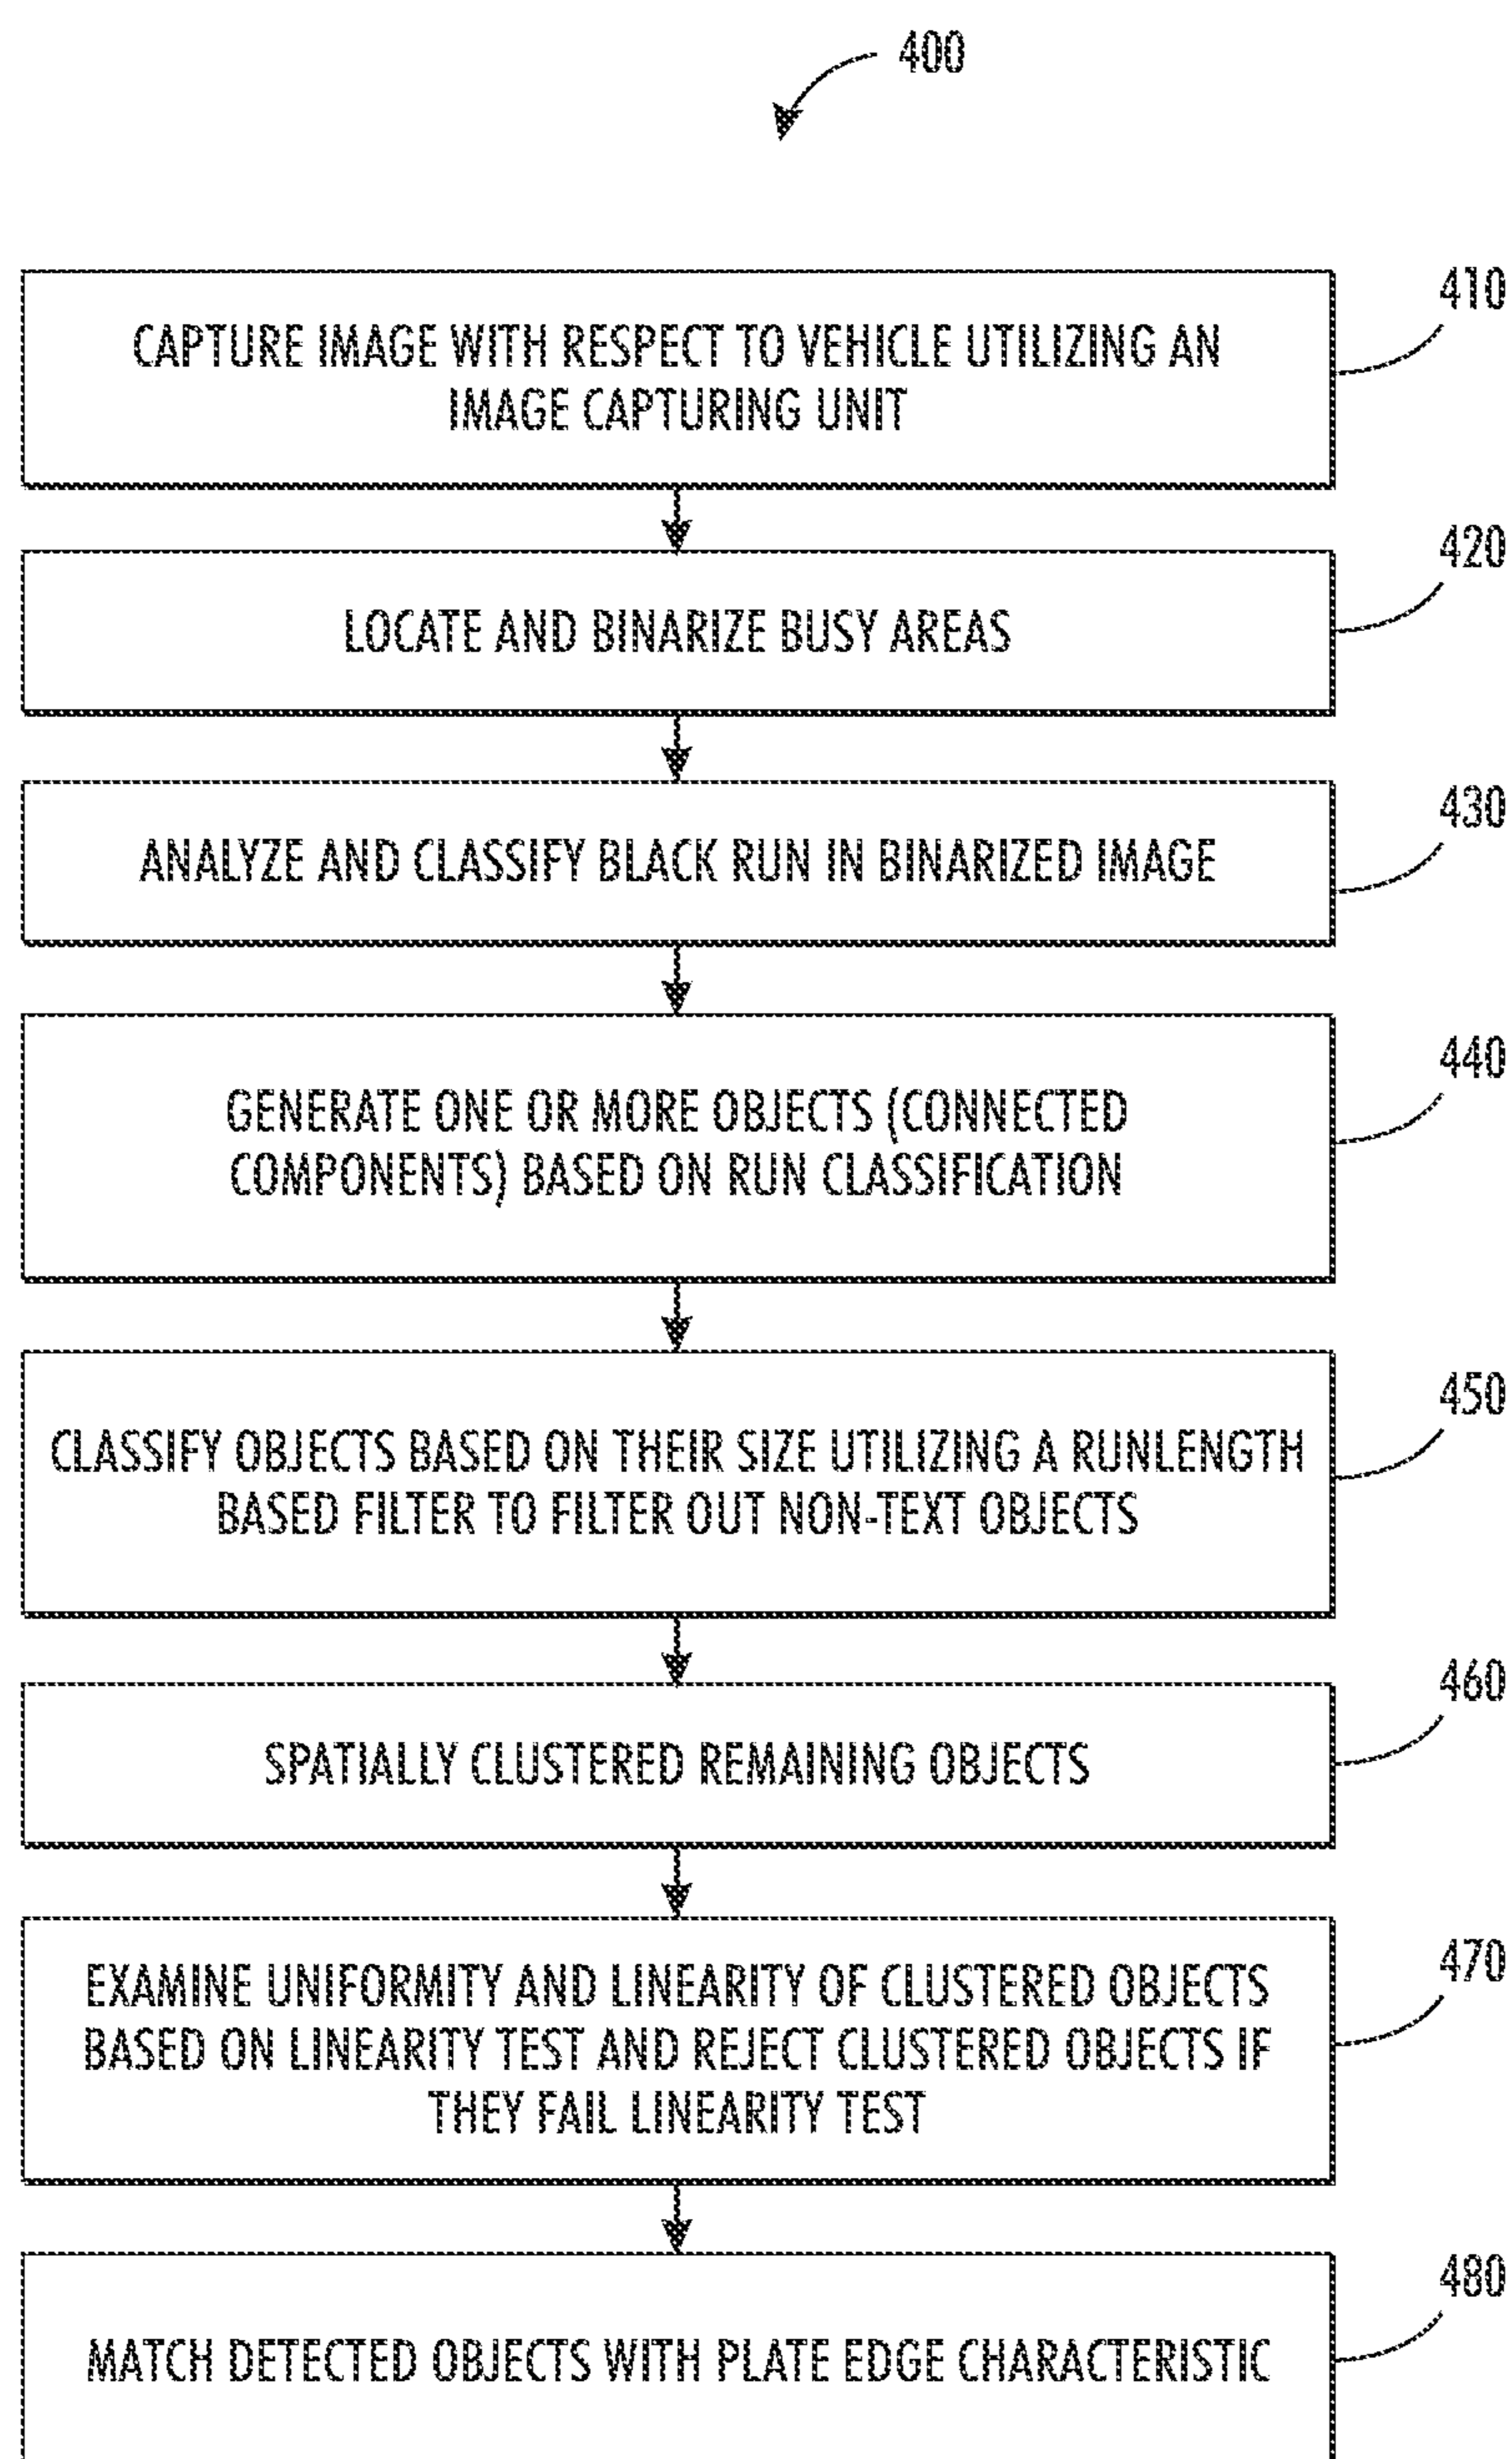 400
410
CAPTURE IMAGE WITH RESPECT TO VEHICLE UTILIZING AN
IMAGE CAPTURING UNIT
420
LOCATE AND BINARIZE BUSY AREAS
430
ANALYZE AND CLASSIFY BLACK RUN IN BINARIZED IMAGE
440
GENERATE ONE OR MORE OBJECTS (CONNECTED
COMPONENTS) BASED ON RUN CLASSIFICATION
450
CLASSIFY OBJECTS BASED ON THEIR SIZE UTILIZING A RUNLENGTH
BASED FILTER TO FILTER OUT NON-TEXT OBJECTS
460
SPATIALLY CLUSTERED REMAINING OBJECTS
470
EXAMINE UNIFORMITY AND LINEARITY OF CLUSTERED OBJECTS
BASED ON LINEARITY TEST AND REJECT CLUSTERED OBJECTS IF
THEY FAIL LINEARITY TEST
480
MATCH DETECTED OBJECTS WITH PLATE EDGE CHARACTERISTIC